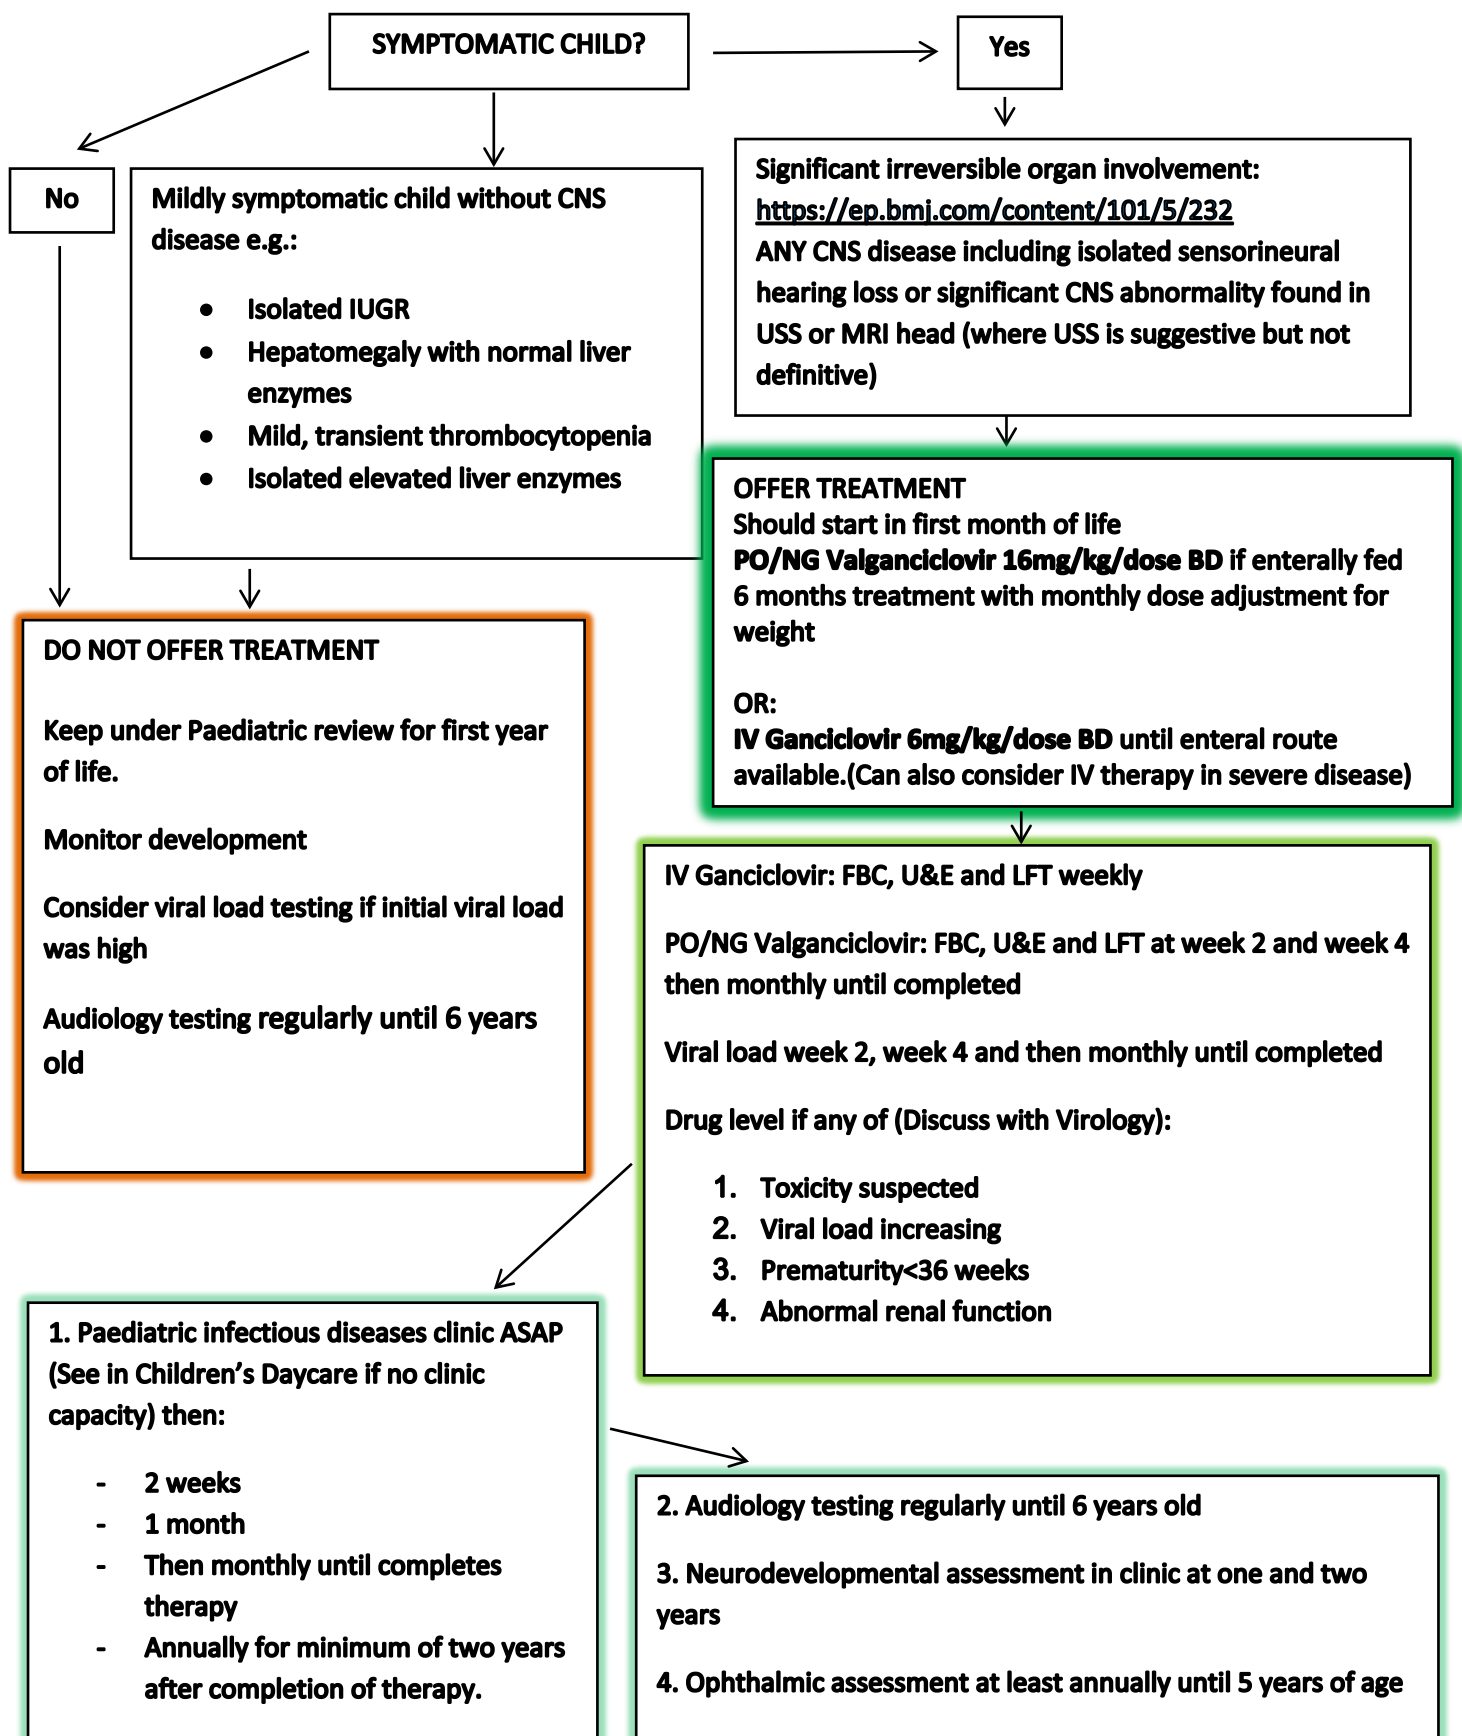 SYMPTOMATIC CHILD?
Yes
No
Mildly symptomatic child without CNS
disease e.g.:
● Isolated IUGR
● Hepatomegaly with normal liver
enzymes
● Mild, transient thrombocytopenia
● Isolated elevated liver enzymes
Significant irreversible organ involvement:
https://ep.bmj.com/content/101/5/232
ANY CNS disease including isolated sensorineural
hearing loss or significant CNS abnormality found in
USS or MRI head (where USS is suggestive but not
definitive)
OFFER TREATMENT
Should start in first month of life
PO/NG Valganciclovir 16mg/kg/dose BD if enterally fed
6 months treatment with monthly dose adjustment for
weight
OR:
IV Ganciclovir 6mg/kg/dose BD until enteral route
available.(Can also consider IV therapy in severe disease)
DO NOT OFFER TREATMENT
Keep under Paediatric review for first year
of life.
Monitor development
Consider viral load testing if initial viral load
was high
Audiology testing regularly until 6 years
old
IV Ganciclovir: FBC, U&E and LFT weekly
PO/NG Valganciclovir: FBC, U&E and LFT at week 2 and week 4
then monthly until completed
Viral load week 2, week 4 and then monthly until completed
Drug level if any of (Discuss with Virology):
1. Toxicity suspected
2. Viral load increasing
3. Prematurity<36 weeks
4. Abnormal renal function
1. Paediatric infectious diseases clinic ASAP
(See in Children’s Daycare if no clinic
capacity) then:
- 2 weeks
- 1 month
- Then monthly until completes
therapy
- Annually for minimum of two years
after completion of therapy.
2. Audiology testing regularly until 6 years old
3. Neurodevelopmental assessment in clinic at one and two
years
4. Ophthalmic assessment at least annually until 5 years of age